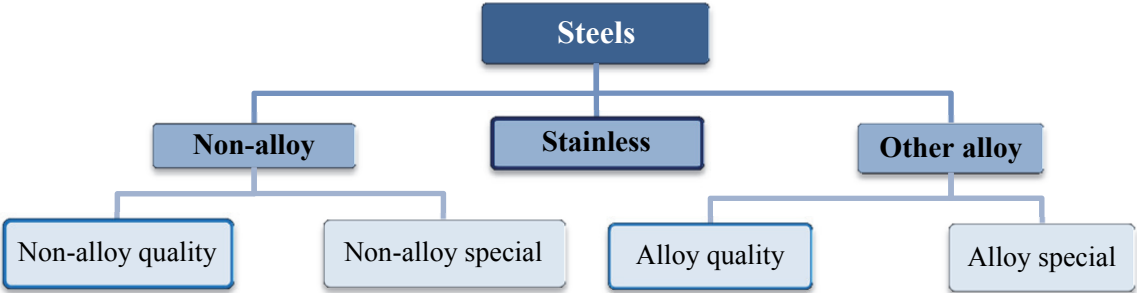 Steels
Non-alloy
Stainless
Other alloy
Non-alloy quality
Non-alloy special
Alloy quality
Alloy special